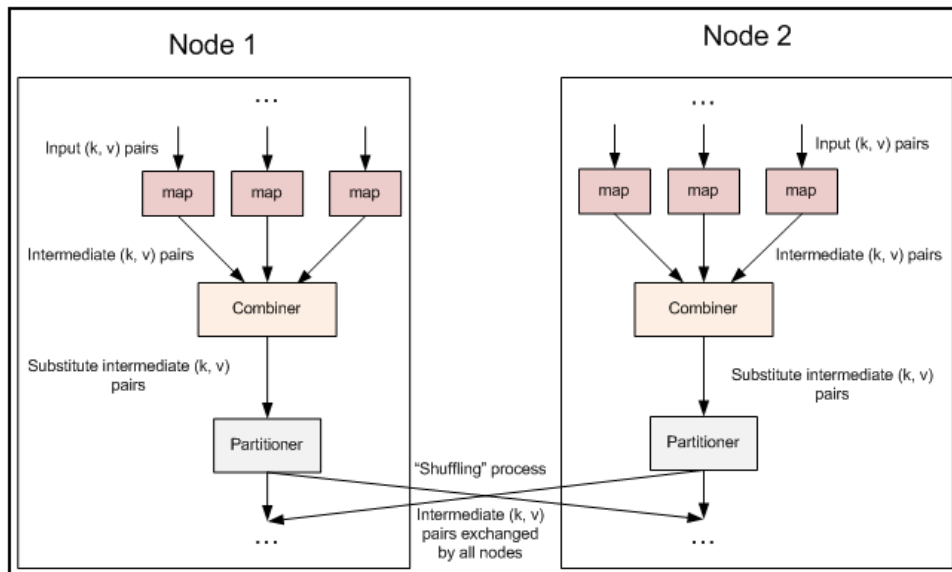 Node 1
Node 2
...
...
Input (k, v) pairs
Input (k, v) pairs
map
map
map
map
map
map
Intermediate (k, v) pairs
Intermediate (k, v) pairs
Combiner
Combiner
Substitute intermediate (k, v)
pairs
Substitute intermediate (k, v)
pairs
Partitioner
Partitioner
“Shuffling” process
Intermediate (k, v)
pairs exchanged
by all nodes
...
...